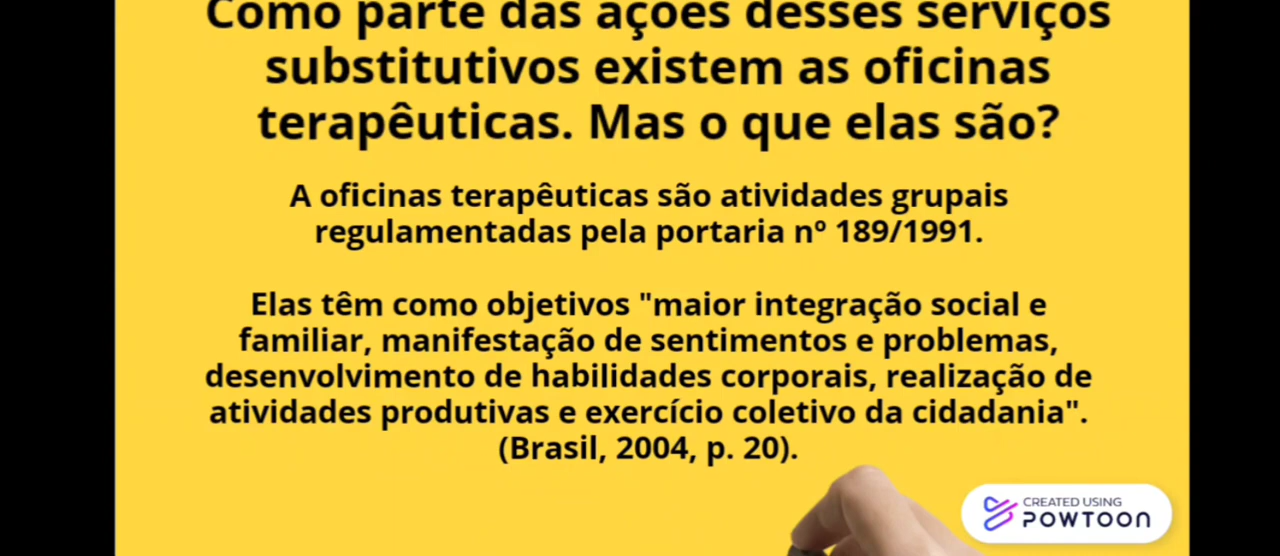 Como parte das ações desses serviços
substitutivos existem as oficinas
terapêuticas. Mas o que elas são?
A oficinas terapêuticas são atividades grupais
regulamentadas pela portaria nº 189/1991.
Elas têm como objetivos "maior integração social e
familiar, manifestação de sentimentos e problemas,
desenvolvimento de habilidades corporais, realização de
atividades produtivas e exercício coletivo da cidadania".
(Brasil, 2004, p. 20).
CREATED USING
POWTOON